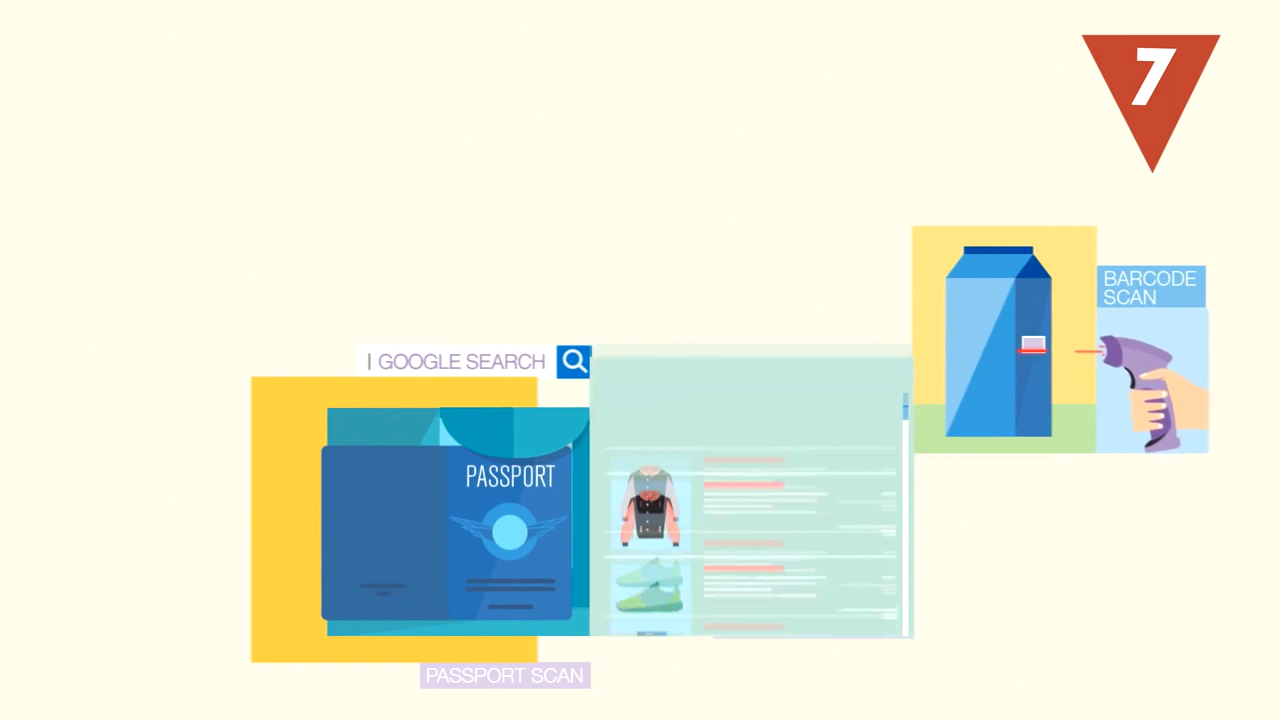 7
BARCODE
SCAN
| GOOGLE SEARCH
PASSPORT
PASSPORT SCAN